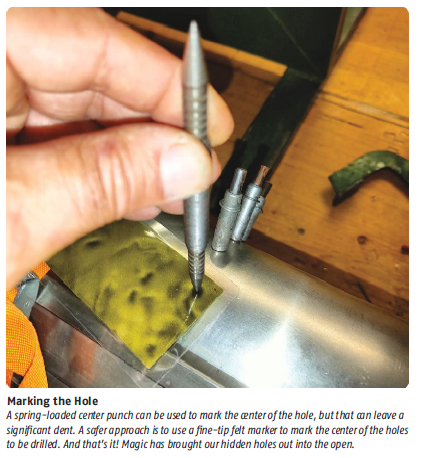 Marking the Hole
A spring-loaded center punch can be used to mark the center of the hole, but that can leave a
significant dent. A safer approach is to use a fine-tip felt marker to mark the center of the holes
to be drilled. And that's it! Magic has brought our hidden holes out into the open.